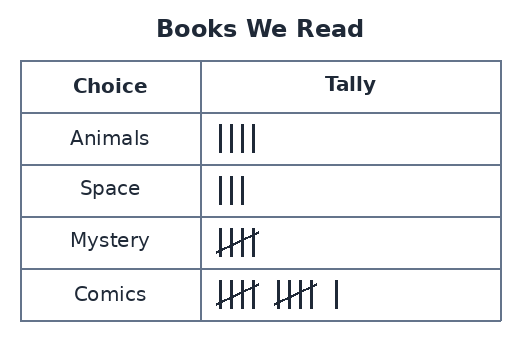 Books We Read
Choice Tally
Animals
Space
Mystery
Comics